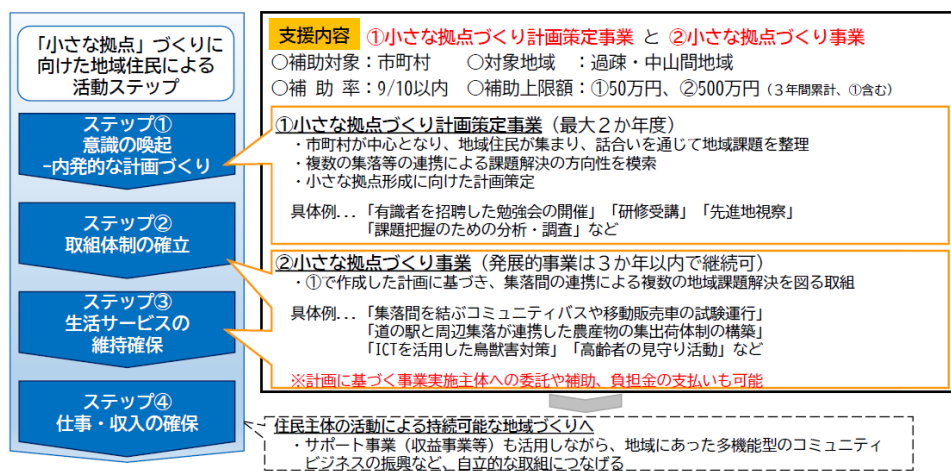 「小さな拠点」づくりに
向けた地域住民による
活動ステップ
ステップ①
意識の喚起
-内発的な計画づくり
ステップ②
取組体制の確立
ステップ③
生活サービスの
維持確保
ステップ④
仕事・収入の確保
支援内容 ①小さな拠点づくり計画策定事業 と ②小さな拠点づくり事業
○補助対象：市町村 ○対象地域 ：過疎・中山間地域
○補 助 率：9/10以内 ○補助上限額：①50万円、②500万円（３年間累計、①含む）
①小さな拠点づくり計画策定事業（最大２か年度）
・市町村が中心となり、地域住民が集まり、話合いを通じて地域課題を整理
・複数の集落等の連携による課題解決の方向性を模索
・小さな拠点形成に向けた計画策定
具体例...「有識者を招聘した勉強会の開催」「研修受講」「先進地視察」
「課題把握のための分析・調査」など
②小さな拠点づくり事業（発展的事業は３か年以内で継続可）
・①で作成した計画に基づき、集落間の連携による複数の地域課題解決を図る取組
具体例...「集落間を結ぶコミュニティバスや移動販売車の試験運行」
「道の駅と周辺集落が連携した農産物の集出荷体制の構築」
「ICTを活用した鳥獣害対策」「高齢者の見守り活動」など
※計画に基づく事業実施主体への委託や補助、負担金の支払いも可能
住民主体の活動による持続可能な地域づくりへ
・サポート事業（収益事業等）も活用しながら、地域にあった多機能型のコミュニティ
ビジネスの振興など、自立的な取組につなげる